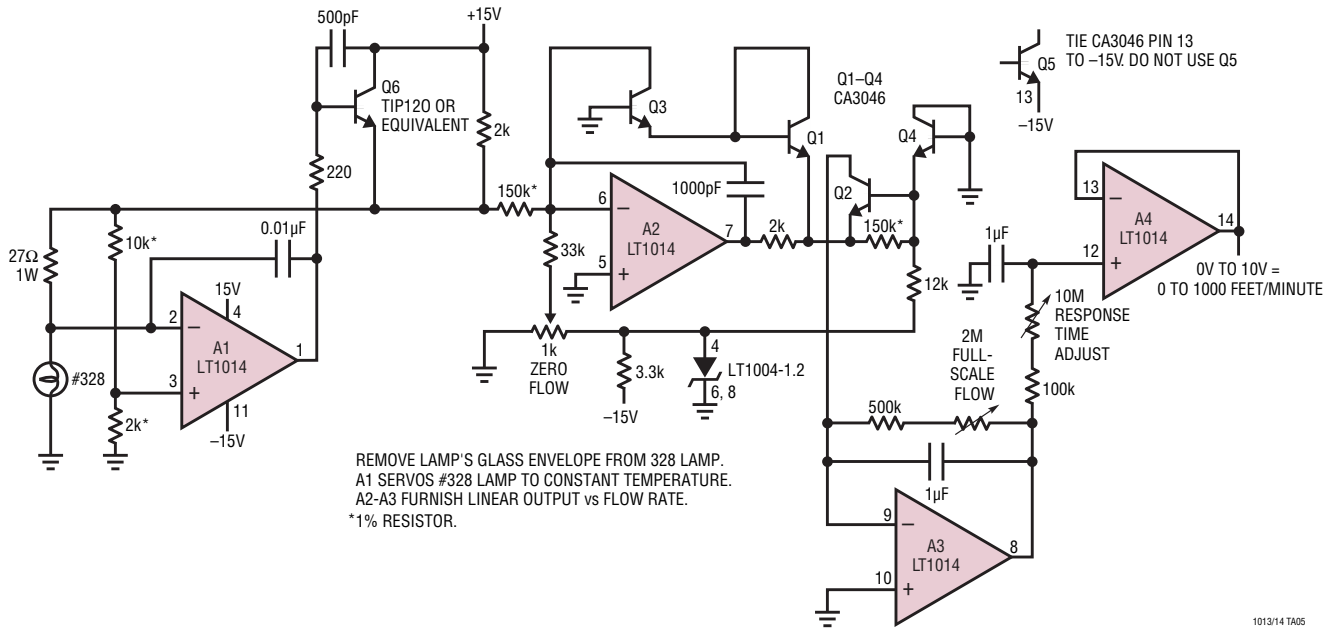 500pF
+15V
Q6
TIP120 OR
EQUIVALENT
2k
220
Q3
Q1–Q4
CA3046
Q1
Q4
Q5
TIE CA3046 PIN 13
TO –15V. DO NOT USE Q5
13
–15V
150k*
1000pF
Q2
150k*
6
–
A2
LT1014
7
5
+
2k
33k
27Ω
1W
10k*
0.01µF
15V
4
2
–
A1
LT1014
1
3
+
11
–15V
#328
2k*
1k
ZERO
FLOW
3.3k
–15V
4
LT1004-1.2
6, 8
12k
1µF
13
–
A4
LT1014
14
12
+
0V TO 10V =
0 TO 1000 FEET/MINUTE
10M
RESPONSE
TIME
ADJUST
2M
FULL-
SCALE
FLOW
100k
500k
1µF
9
–
A3
LT1014
8
10
+
REMOVE LAMP'S GLASS ENVELOPE FROM 328 LAMP.
A1 SERVOS #328 LAMP TO CONSTANT TEMPERATURE.
A2-A3 FURNISH LINEAR OUTPUT vs FLOW RATE.
*1% RESISTOR.
1013/14 TA05